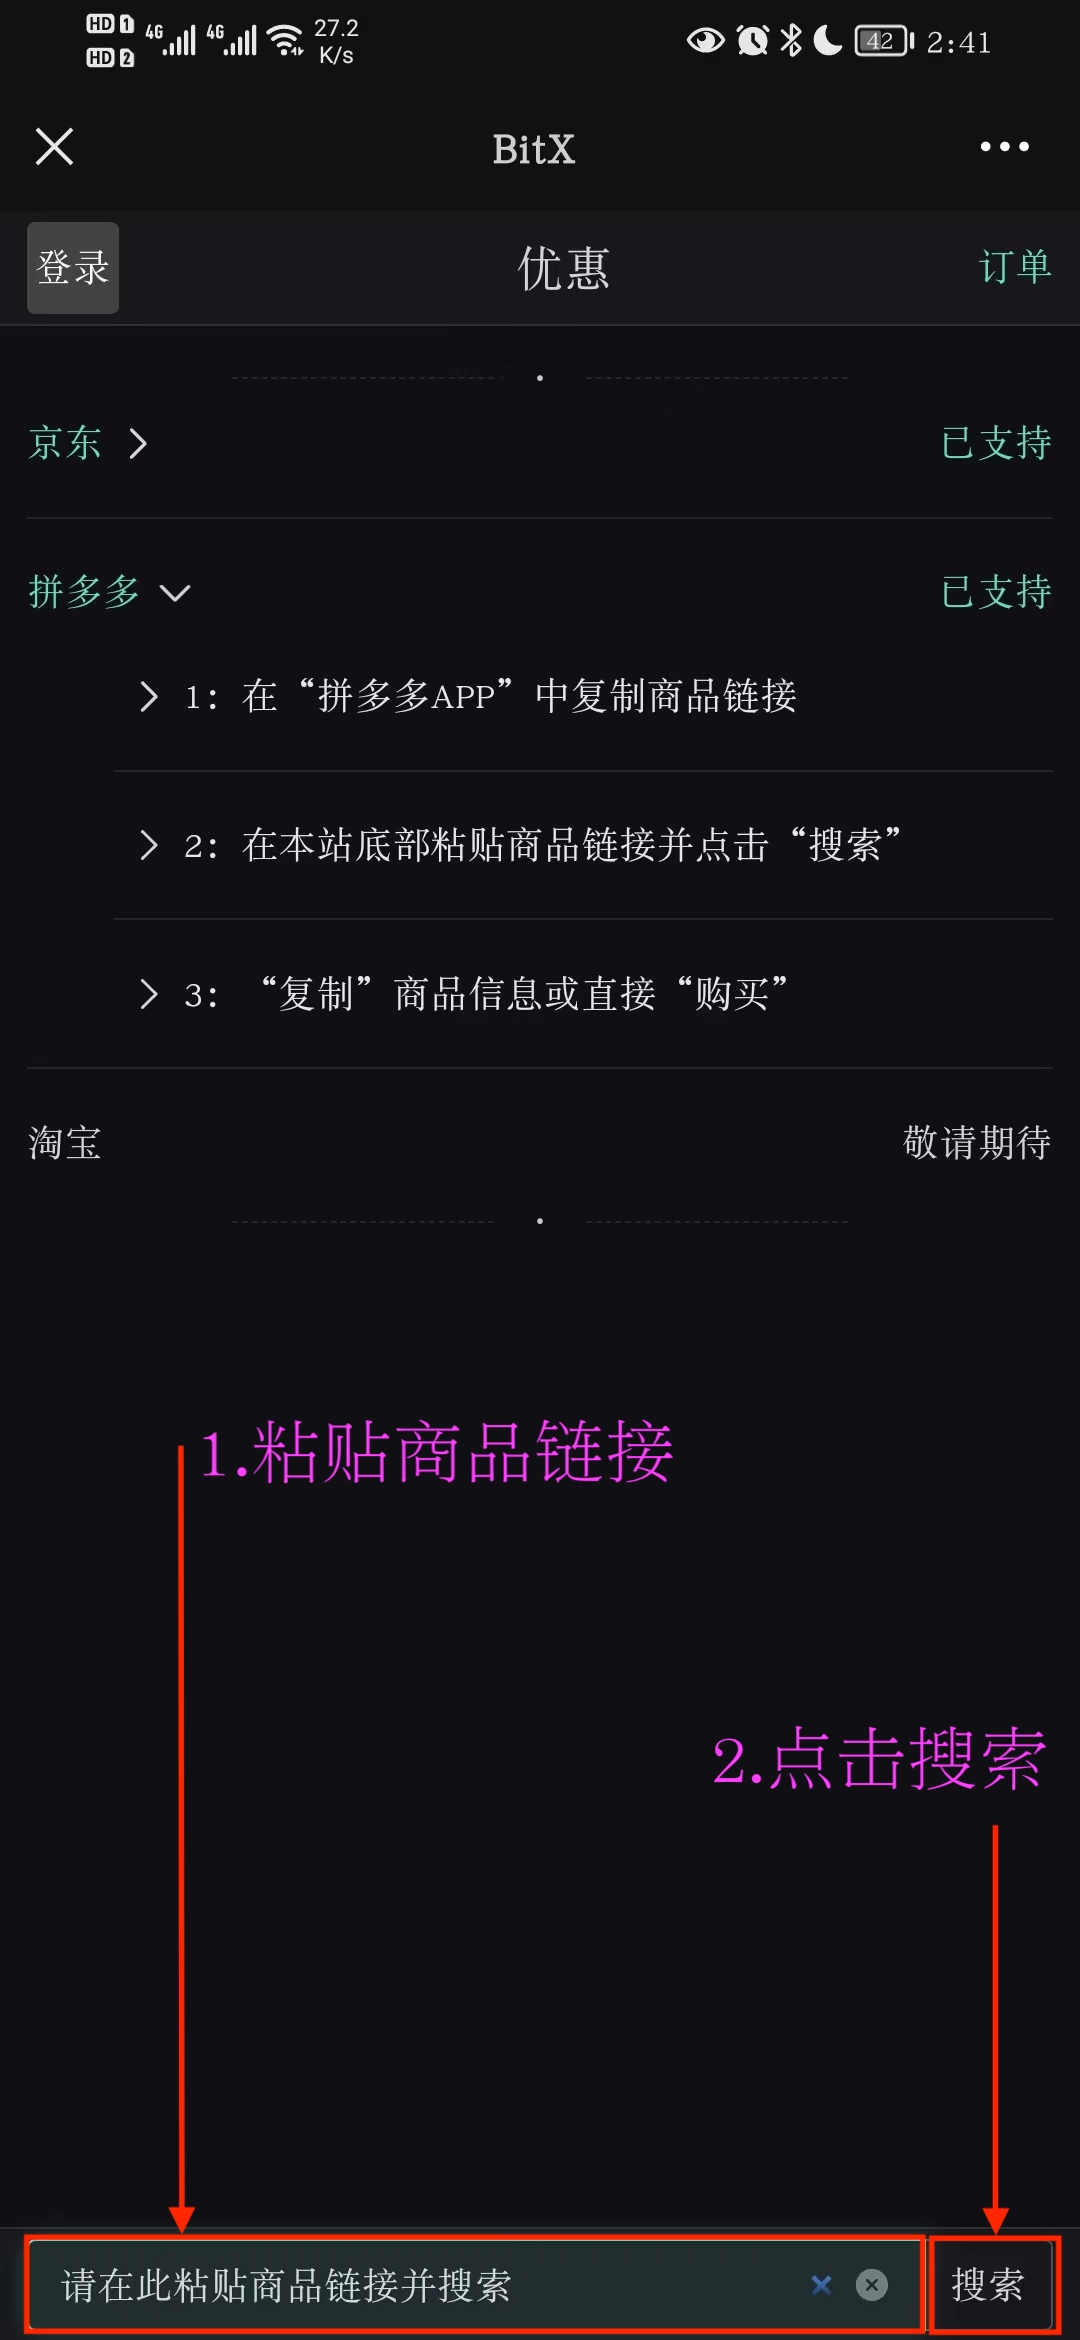 HD 1 4G 4G 27.2
HD 2 K/s
42 2:41
BitX
登录 优惠 订单
京东 已支持
拼多多 已支持
1：在“拼多多APP”中复制商品链接
2：在本站底部粘贴商品链接并点击“搜索”
3：“复制”商品信息或直接“购买”
淘宝 敬请期待
1.粘贴商品链接
2.点击搜索
请在此粘贴商品链接并搜索 搜索